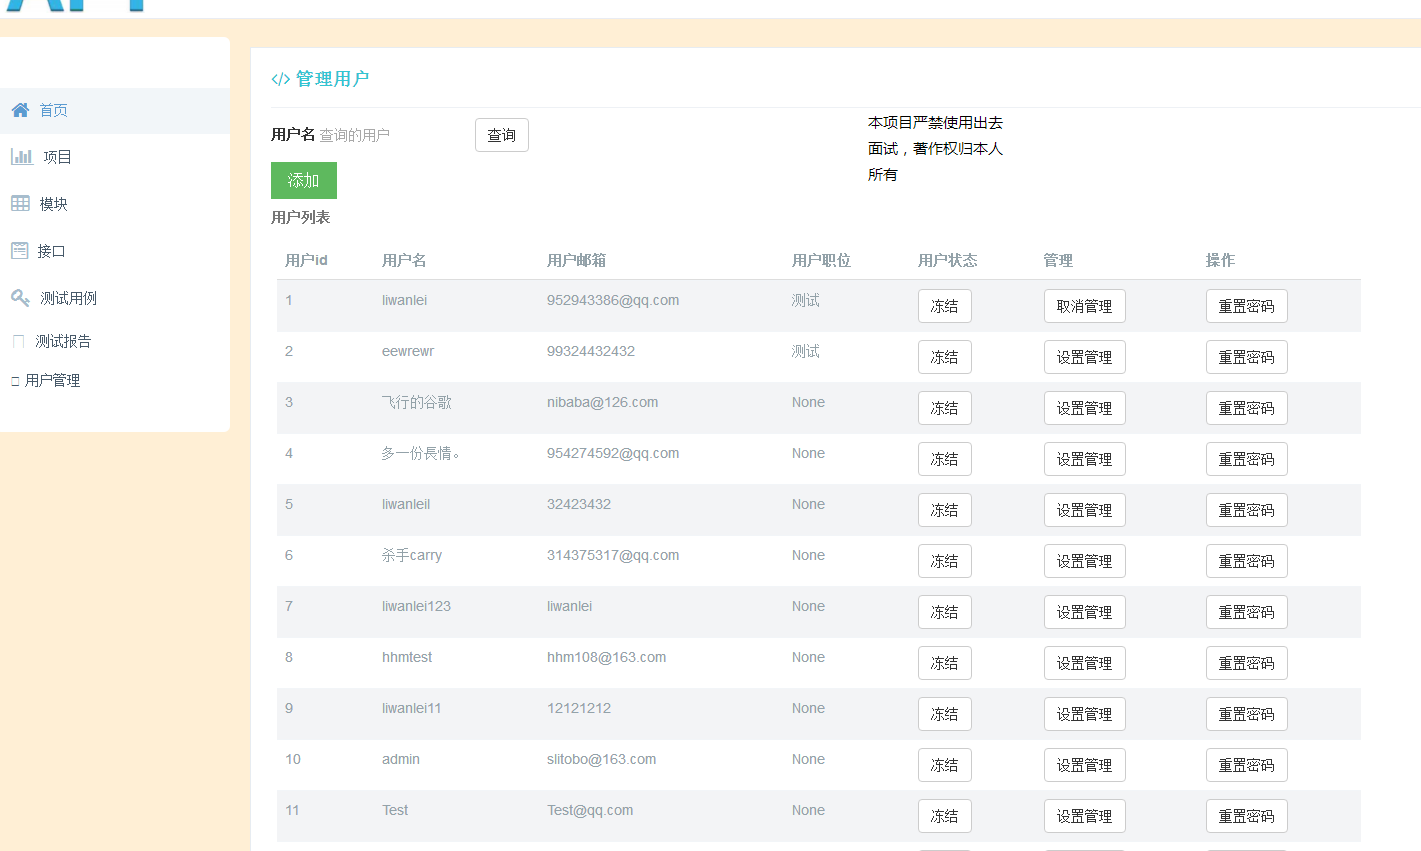 首页
项目
模块
接口
测试用例
测试报告
用户管理
</> 管理用户
用户名 查询的用户 查询
本项目严禁使用出去
面试，著作权归本人
所有
添加
用户列表
用户id 用户名 用户邮箱 用户职位 用户状态 管理 操作
1 liwanlei 952943386@qq.com 测试 冻结 取消管理 重置密码
2 eewrewr 99324432432 测试 冻结 设置管理 重置密码
3 飞行的谷歌 nibaba@126.com None 冻结 设置管理 重置密码
4 多一份長情。 954274592@qq.com None 冻结 设置管理 重置密码
5 liwanleil 32423432 None 冻结 设置管理 重置密码
6 杀手carry 314375317@qq.com None 冻结 设置管理 重置密码
7 liwanlei123 liwanlei None 冻结 设置管理 重置密码
8 hhmtest hhm108@163.com None 冻结 设置管理 重置密码
9 liwanlei11 12121212 None 冻结 设置管理 重置密码
10 admin slitobo@163.com None 冻结 设置管理 重置密码
11 Test Test@qq.com None 冻结 设置管理 重置密码